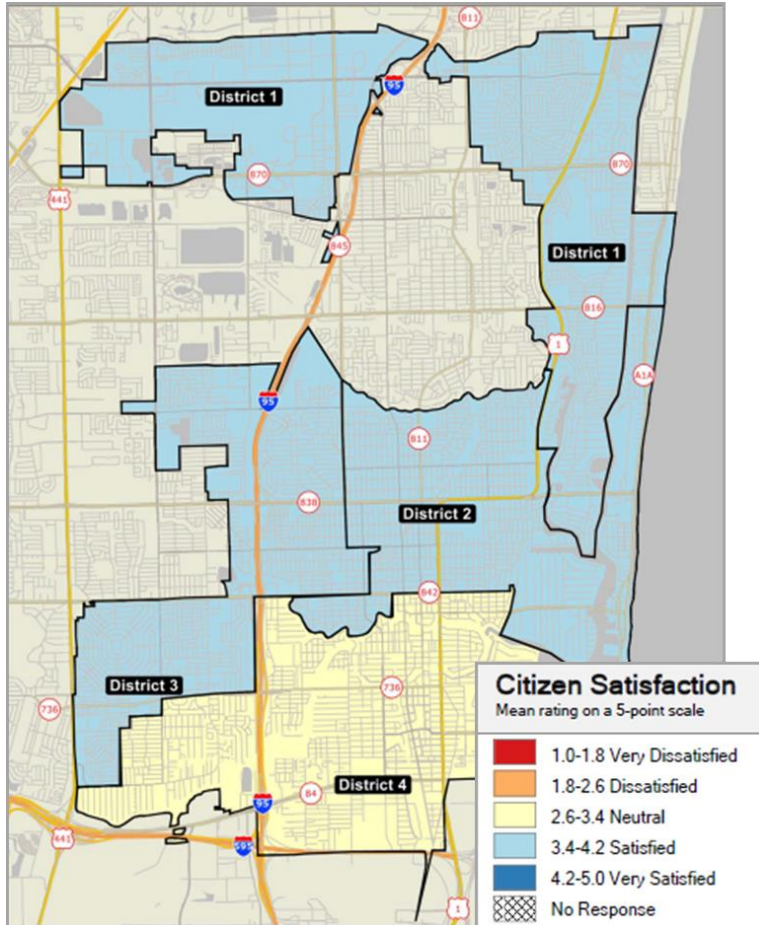 811
District 1
95
870
870
441
845
District 1
816
1
A1A
95
811
838
District 2
842
District 3
736
736
Citizen Satisfaction
Mean rating on a 5-point scale
1.0-1.8 Very Dissatisfied
1.8-2.6 Dissatisfied
2.6-3.4 Neutral
3.4-4.2 Satisfied
4.2-5.0 Very Satisfied
No Response
District 4
84
95
441
595
1